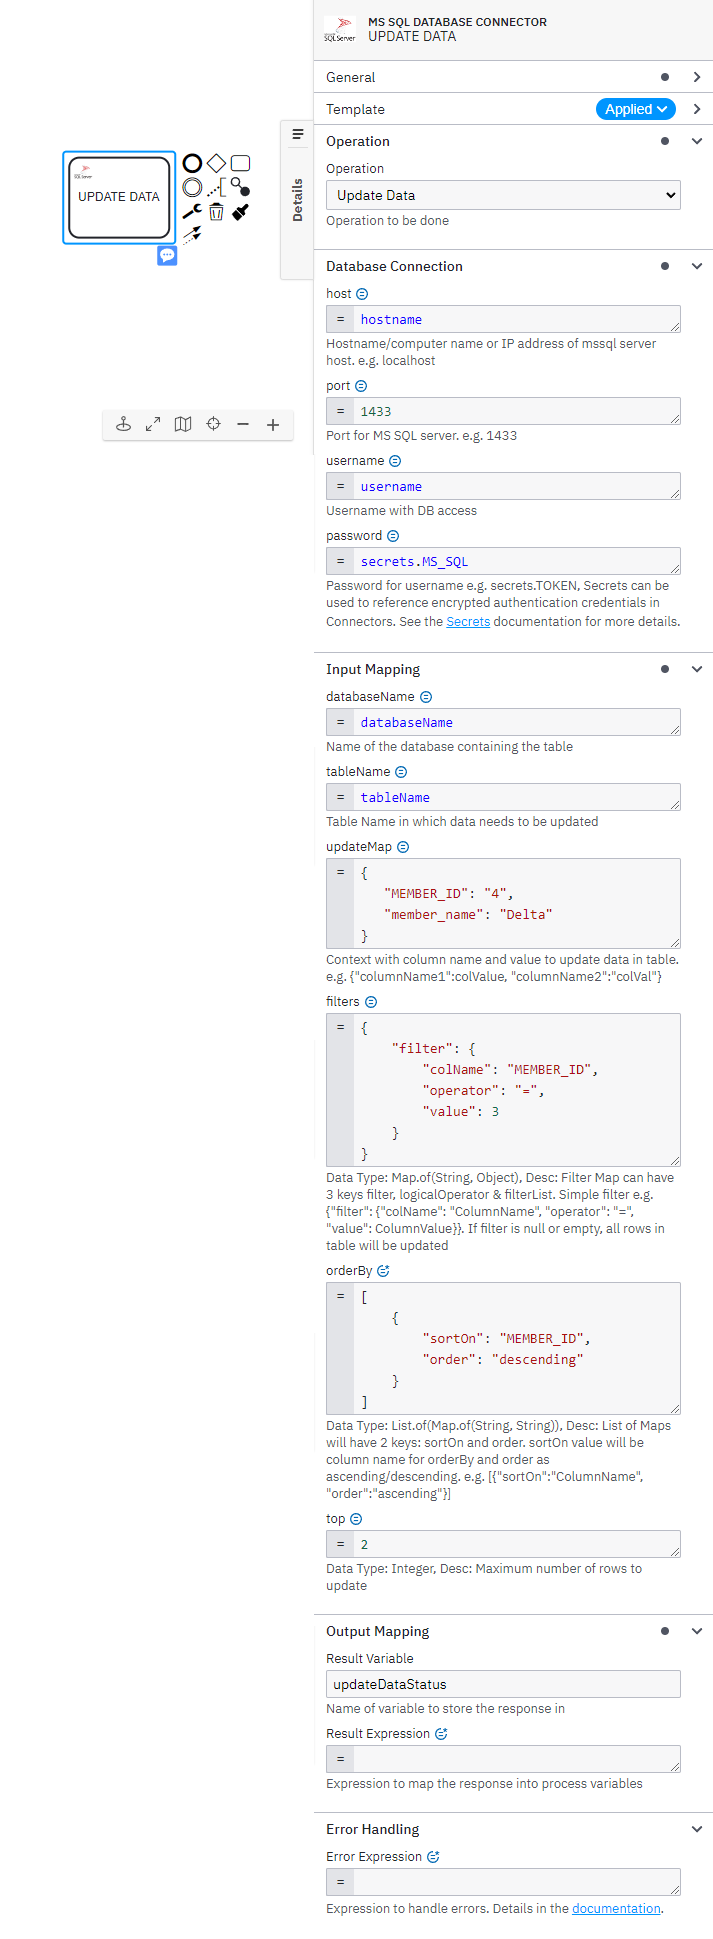 SQL Server
MS SQL DATABASE CONNECTOR
UPDATE DATA
General
Template
Applied
Operation
Operation
Update Data
Operation to be done
SQL Server
UPDATE DATA
Details
Database Connection
host
= hostname
Hostname/computer name or IP address of mssql server
host. e.g. localhost
port
= 1433
Port for MS SQL server. e.g. 1433
username
= username
Username with DB access
password
= secrets.MS_SQL
Password for username e.g. secrets.TOKEN, Secrets can be
used to reference encrypted authentication credentials in
Connectors. See the Secrets documentation for more details.
Input Mapping
databaseName
= databaseName
Name of the database containing the table
tableName
= tableName
Table Name in which data needs to be updated
updateMap
= {
"MEMBER_ID": "4",
"member_name": "Delta"
}
Context with column name and value to update data in table.
e.g. {"columnName1":colValue, "columnName2":"colVal"}
filters
= {
"filter": {
"colName": "MEMBER_ID",
"operator": "=",
"value": 3
}
}
Data Type: Map.of(String, Object), Desc: Filter Map can have
3 keys filter, logicalOperator & filterList. Simple filter e.g.
{"filter": {"colName": "ColumnName", "operator": "=",
"value": ColumnValue}}. If filter is null or empty, all rows in
table will be updated
orderBy
= [
{
"sortOn": "MEMBER_ID",
"order": "descending"
}
]
Data Type: List.of(Map.of(String, String)), Desc: List of Maps
will have 2 keys: sortOn and order. sortOn value will be
column name for orderBy and order as
ascending/descending. e.g. [{"sortOn":"ColumnName",
"order":"ascending"}]
top
= 2
Data Type: Integer, Desc: Maximum number of rows to
update
Output Mapping
Result Variable
updateDataStatus
Name of variable to store the response in
Result Expression
=
Expression to map the response into process variables
Error Handling
Error Expression
=
Expression to handle errors. Details in the documentation.